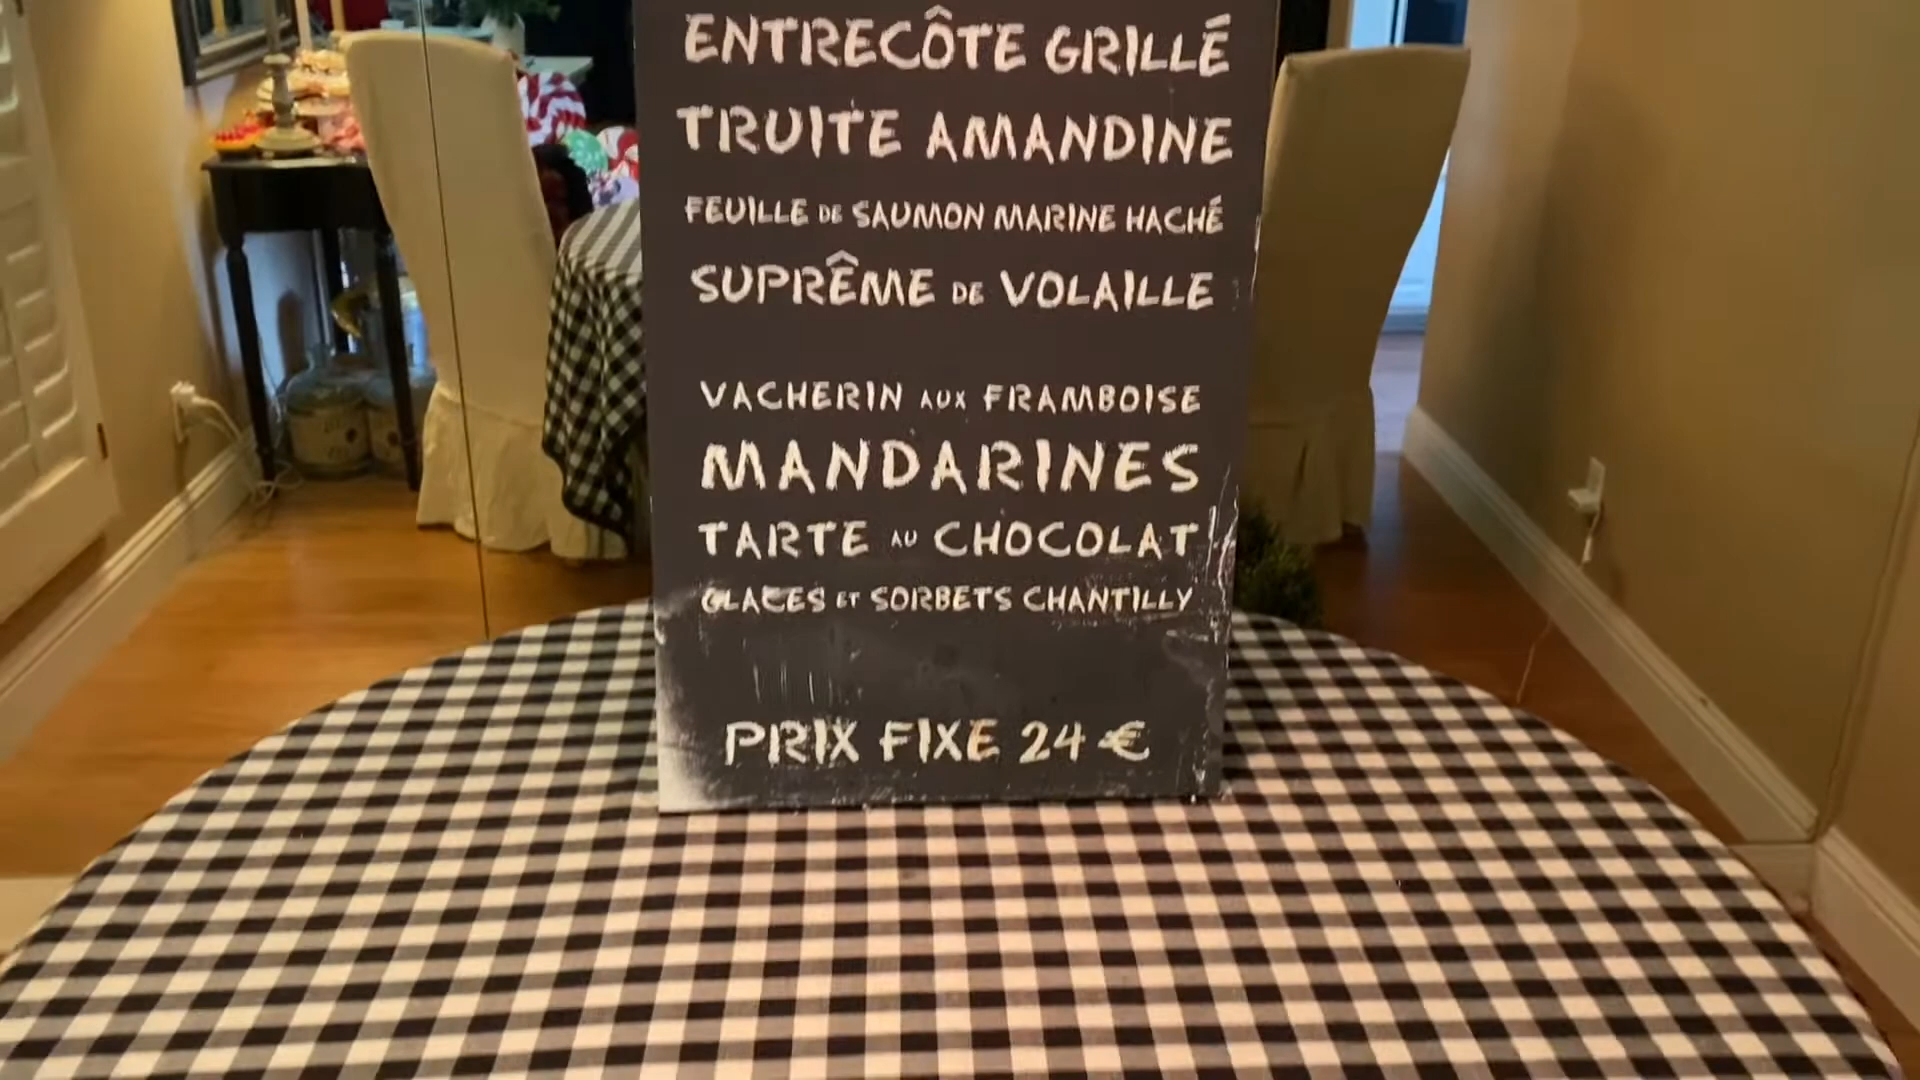 ENTRECÔTE GRILLÉ
TRUITE AMANDINE
FEUILLE DE SAUMON MARINE HACHÉ
SUPRÊME DE VOLAILLE
VACHERIN AUX FRAMBOISE
MANDARINES
TARTE AU CHOCOLAT
GLACES ET SORBETS CHANTILLY
PRIX FIXE 24 €